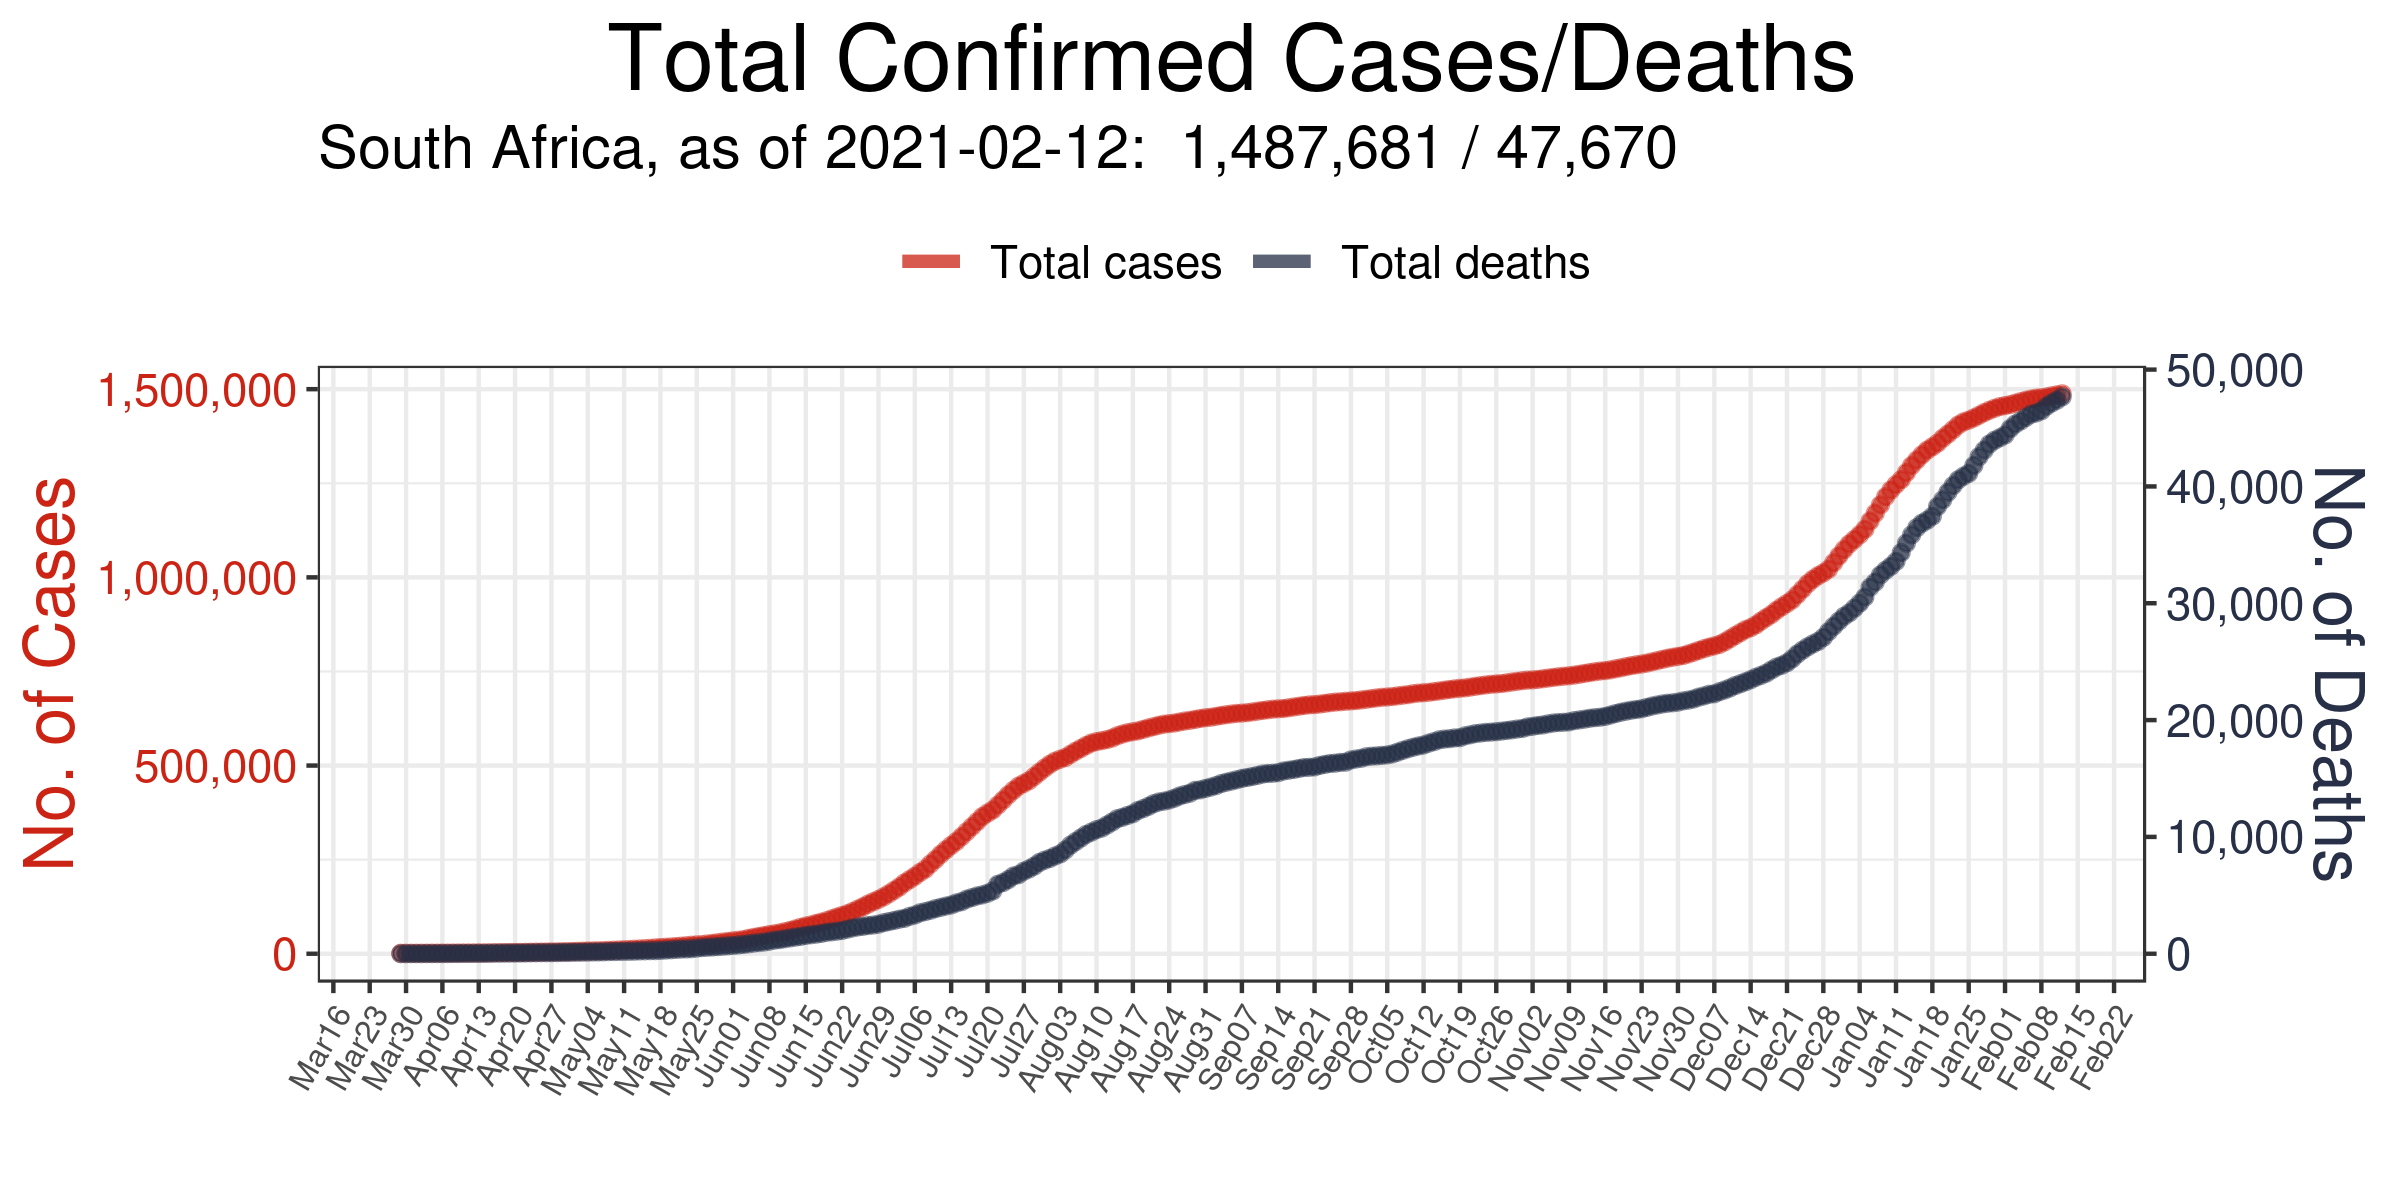 Total Confirmed Cases/Deaths
South Africa, as of 2021-02-12:  1,487,681 / 47,670
Total cases
Total deaths
No. of Cases
1,500,000
1,000,000
500,000
0
50,000
40,000
30,000
20,000
10,000
0
No. of Deaths
Mar16
Mar23
Mar30
Apr06
Apr13
Apr20
Apr27
May04
May11
May18
May25
Jun01
Jun08
Jun15
Jun22
Jun29
Jul06
Jul13
Jul20
Jul27
Aug03
Aug10
Aug17
Aug24
Aug31
Sep07
Sep14
Sep21
Sep28
Oct05
Oct12
Oct19
Oct26
Nov02
Nov09
Nov16
Nov23
Nov30
Dec07
Dec14
Dec21
Dec28
Jan04
Jan11
Jan18
Jan25
Feb01
Feb08
Feb15
Feb22